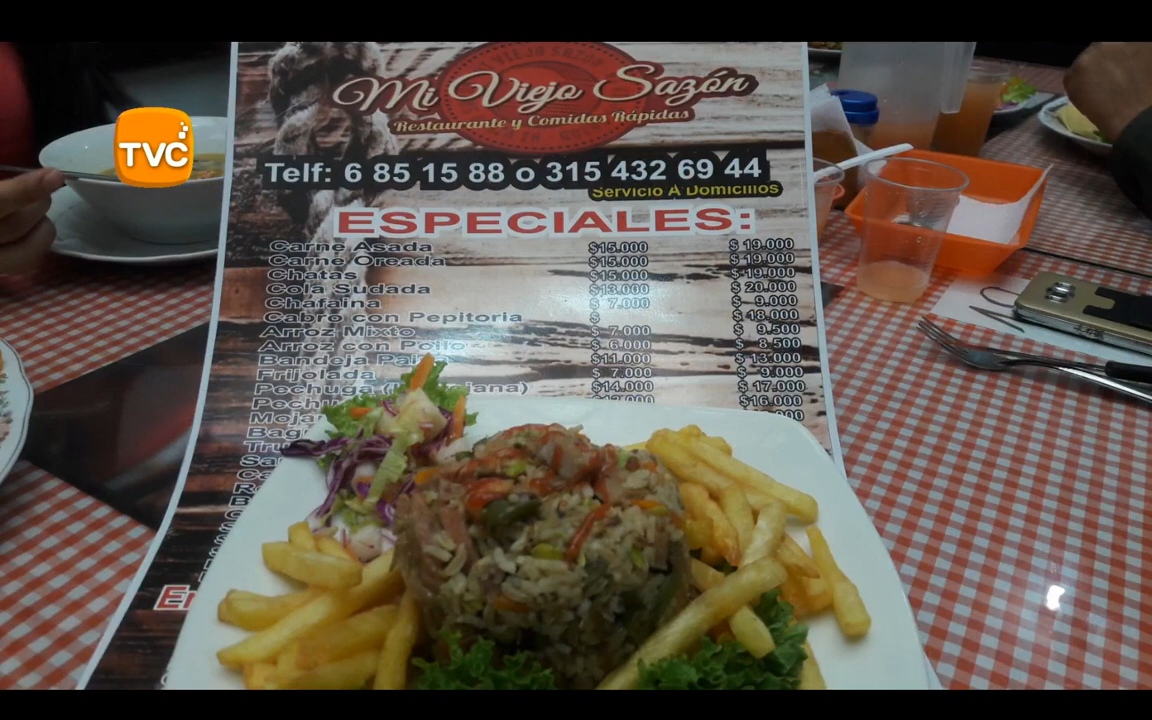 VIEJO SAZÓN
Mi Viejo Sazón
Restaurante y Comidas Rápidas
TVC
Telf: 6 85 15 88 o 315 432 69 44
Servicio A Domicilios
ESPECIALES:
Carne Asada $15.000 $ 19.000
Carne Oreada $15.000 $ 19.000
Chatas $15.000 $ 19.000
Cola Sudada $13.000 $ 20.000
Chafaina $ 7.000 $ 9.000
Cabro con Pepitoria $ $ 18.000
Arroz Mixto $ 7.000 $ 9.500
Arroz con Pollo $ 6.000 $ 8.500
Bandeja Paisa $11.000 $ 13.000
Frijolada $ 7.000 $ 9.000
Pechuga $14.000 $ 17.000
$16.000